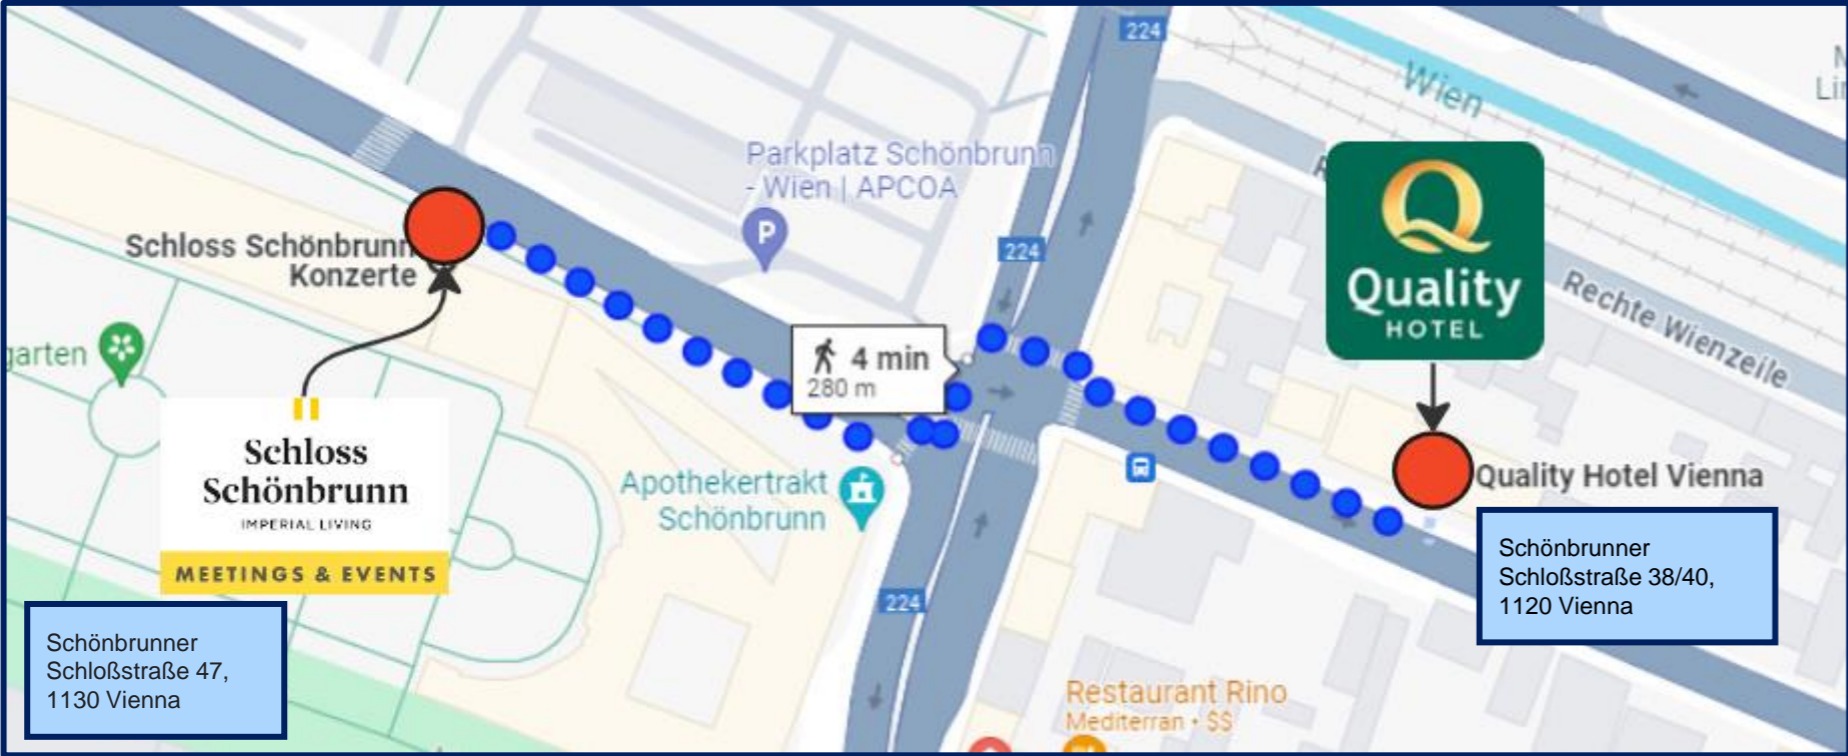 224
Wien
Parkplatz Schönbrunn
- Wien | APCOA
P
224
Schloss Schönbrunn
Konzerte
Quality
HOTEL
Rechte Wienzeile
garten
4 min
280 m
Schloss
Schönbrunn
IMPERIAL LIVING
MEETINGS & EVENTS
Apothekertrakt
Schönbrunn
Quality Hotel Vienna
Schönbrunner
Schloßstraße 38/40,
1120 Vienna
224
Schönbrunner
Schloßstraße 47,
1130 Vienna
Restaurant Rino
Mediterran • $$